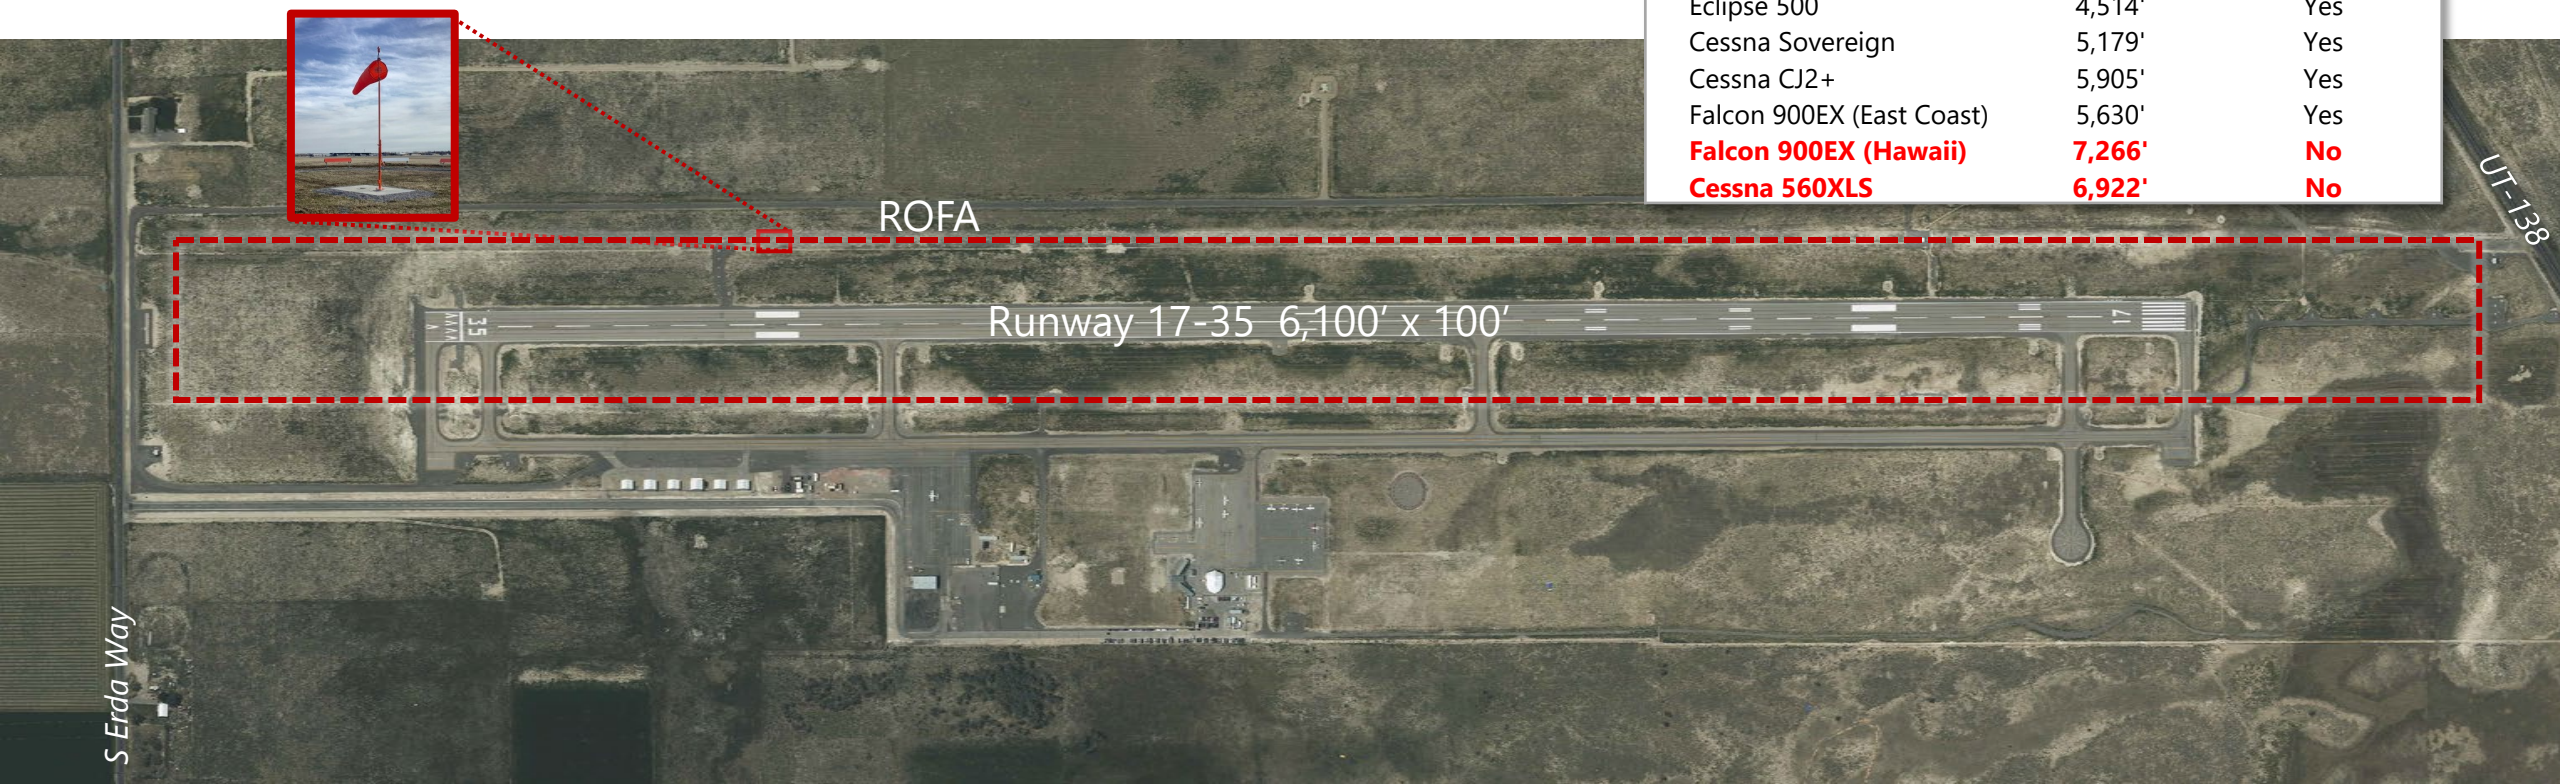 Eclipse 500 4,514' Yes
Cessna Sovereign 5,179' Yes
Cessna CJ2+ 5,905' Yes
Falcon 900EX (East Coast) 5,630' Yes
Falcon 900EX (Hawaii) 7,266' No
Cessna 560XLS 6,922' No
UT-138
ROFA
Runway 17-35 6,100’ x 100’
35
17
S Erda Way